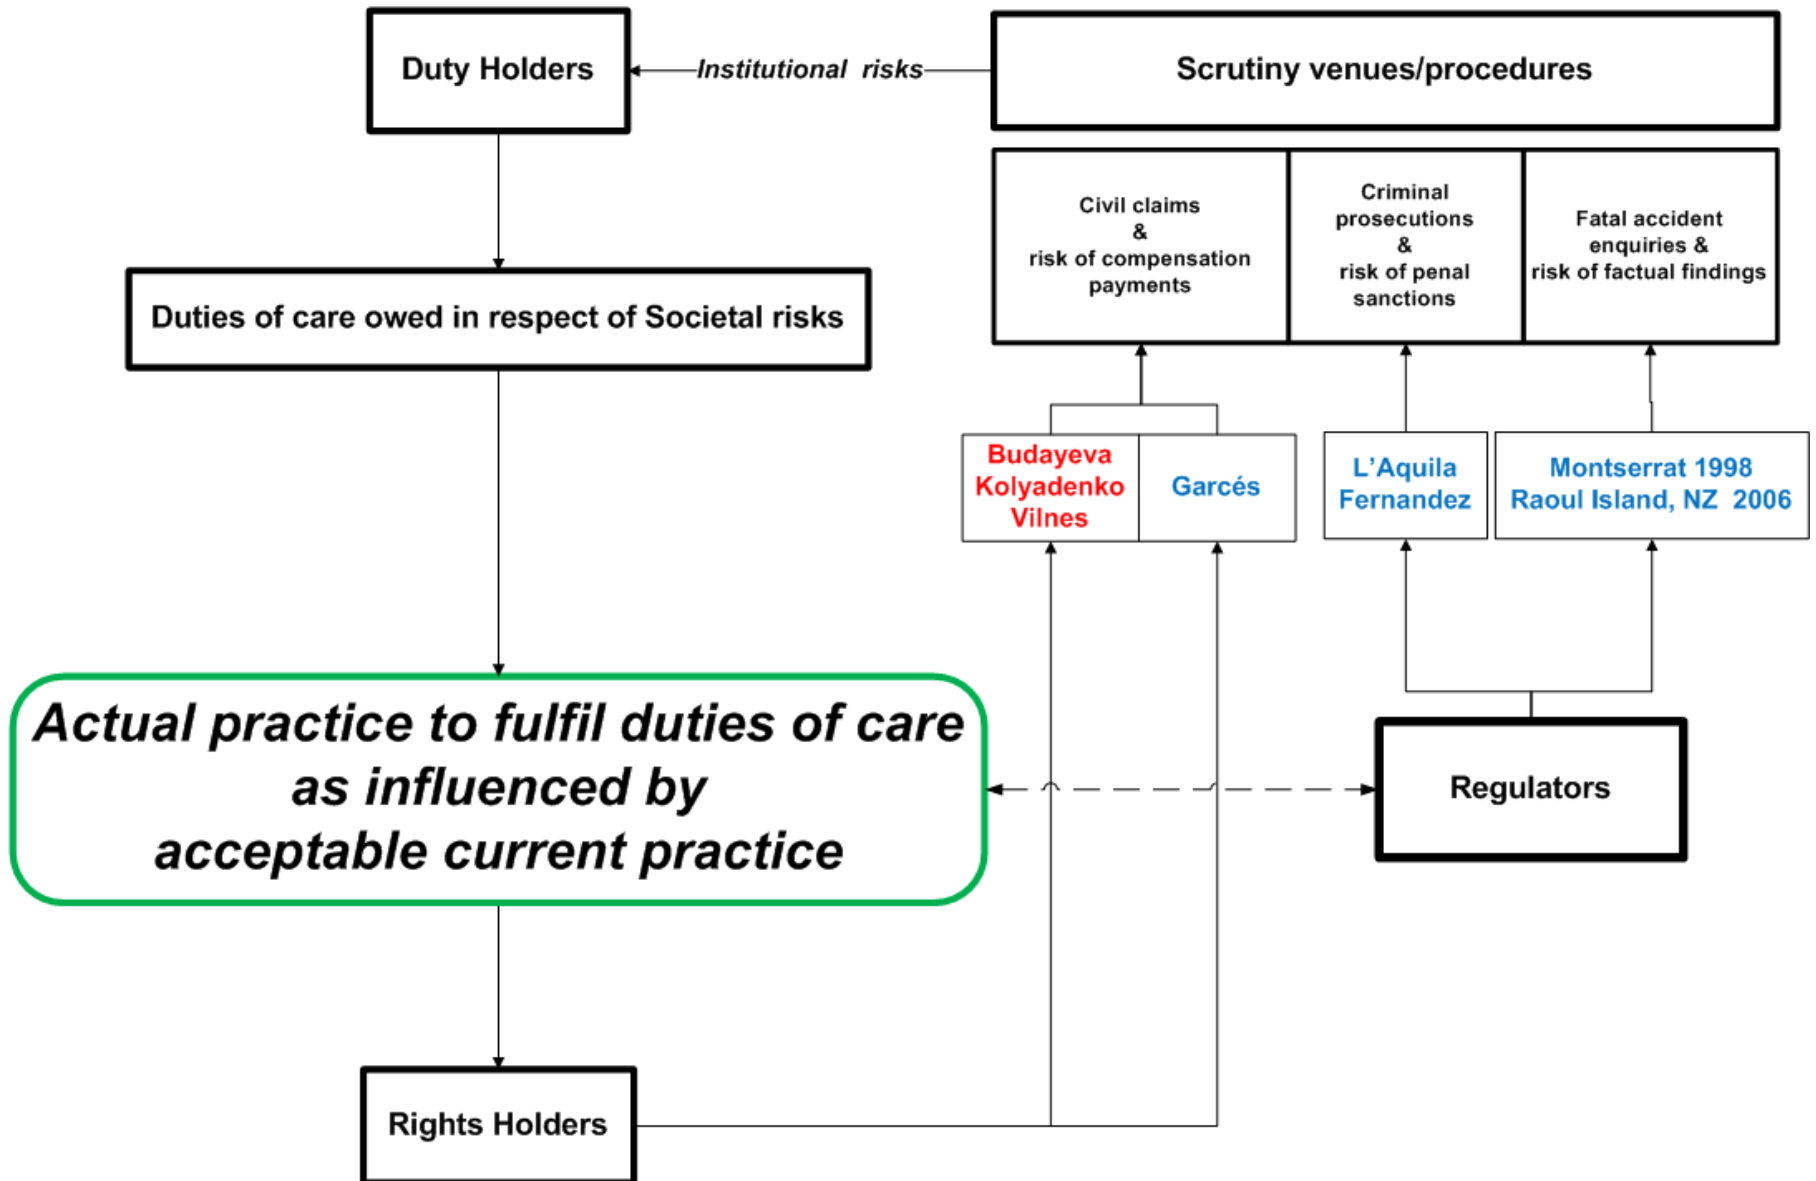 Duty Holders
Institutional risks
Scrutiny venues/procedures
Civil claims
&
risk of compensation
payments
Criminal
prosecutions
&
risk of penal
sanctions
Fatal accident
enquiries &
risk of factual findings
Duties of care owed in respect of Societal risks
Budayeva
Kolyadenko
Vilnes
Garcés
L'Aquila
Fernandez
Montserrat 1998
Raoul Island, NZ 2006
Actual practice to fulfil duties of care
as influenced by
acceptable current practice
Regulators
Rights Holders